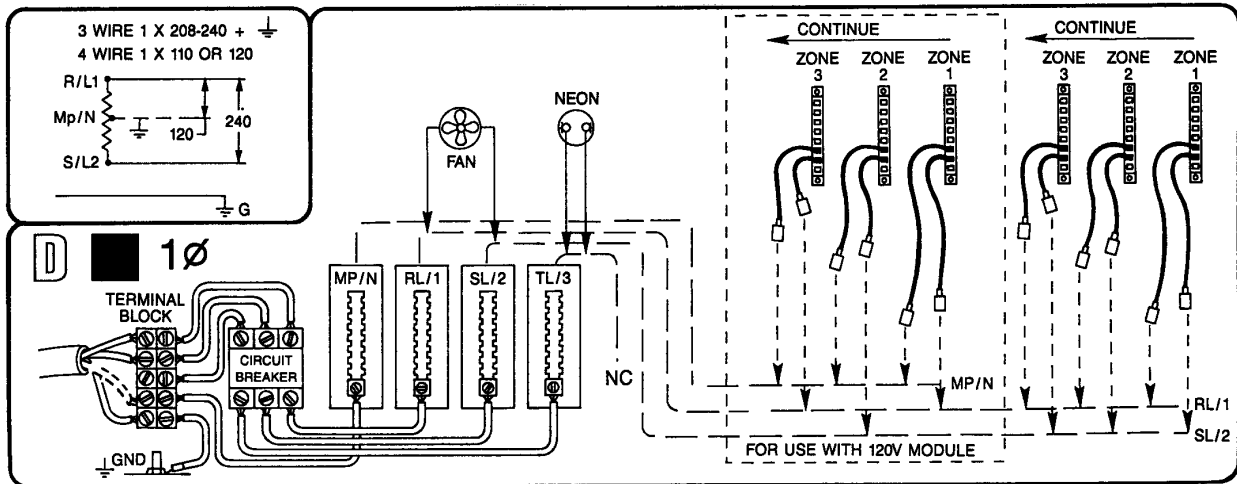 3 WIRE 1 X 208-240 + ⏚
4 WIRE 1 X 110 OR 120
R/L1
Mp/N
120
240
S/L2
G
D 1Ø
TERMINAL
BLOCK
CIRCUIT
BREAKER
GND
FAN
NEON
MP/N
RL/1
SL/2
TL/3
NC
CONTINUE
ZONE
3
ZONE
2
ZONE
1
MP/N
FOR USE WITH 120V MODULE
CONTINUE
ZONE
3
ZONE
2
ZONE
1
RL/1
SL/2